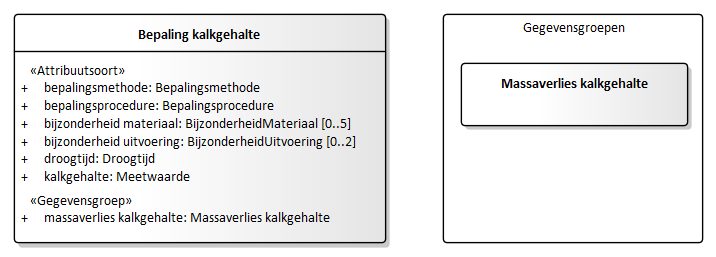 Bepaling kalkgehalte
«Attribuutsoort»
+ bepalingsmethode: Bepalingsmethode
+ bepalingsprocedure: Bepalingsprocedure
+ bijzonderheid materiaal: BijzonderheidMateriaal [0..5]
+ bijzonderheid uitvoering: BijzonderheidUitvoering [0..2]
+ droogtijd: Droogtijd
+ kalkgehalte: Meetwaarde
«Gegevensgroep»
+ massaverlies kalkgehalte: Massaverlies kalkgehalte
Gegevensgroepen
Massaverlies kalkgehalte